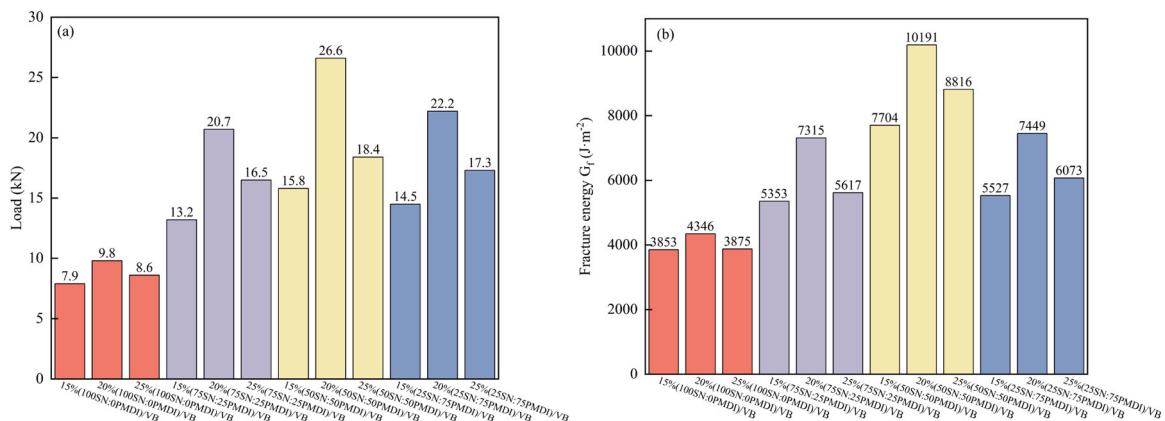 (a)
Load (kN)
30
25
20
15
10
5
0
7.9
9.8
8.6
13.2
20.7
16.5
15.8
26.6
18.4
14.5
22.2
17.3
15%(100SN:0PMDI)/VB
20%(100SN:0PMDI)/VB
25%(100SN:0PMDI)/VB
15%(75SN:25PMDI)/VB
20%(75SN:25PMDI)/VB
25%(75SN:25PMDI)/VB
15%(50SN:50PMDI)/VB
20%(50SN:50PMDI)/VB
25%(50SN:50PMDI)/VB
15%(25SN:75PMDI)/VB
20%(25SN:75PMDI)/VB
25%(25SN:75PMDI)/VB
(b)
Fracture energy G_f (J·m⁻²)
10000
8000
6000
4000
2000
0
3853
4346
3875
5353
7315
5617
7704
10191
8816
5527
7449
6073
15%(100SN:0PMDI)/VB
20%(100SN:0PMDI)/VB
25%(100SN:0PMDI)/VB
15%(75SN:25PMDI)/VB
20%(75SN:25PMDI)/VB
25%(75SN:25PMDI)/VB
15%(50SN:50PMDI)/VB
20%(50SN:50PMDI)/VB
25%(50SN:50PMDI)/VB
15%(25SN:75PMDI)/VB
20%(25SN:75PMDI)/VB
25%(25SN:75PMDI)/VB